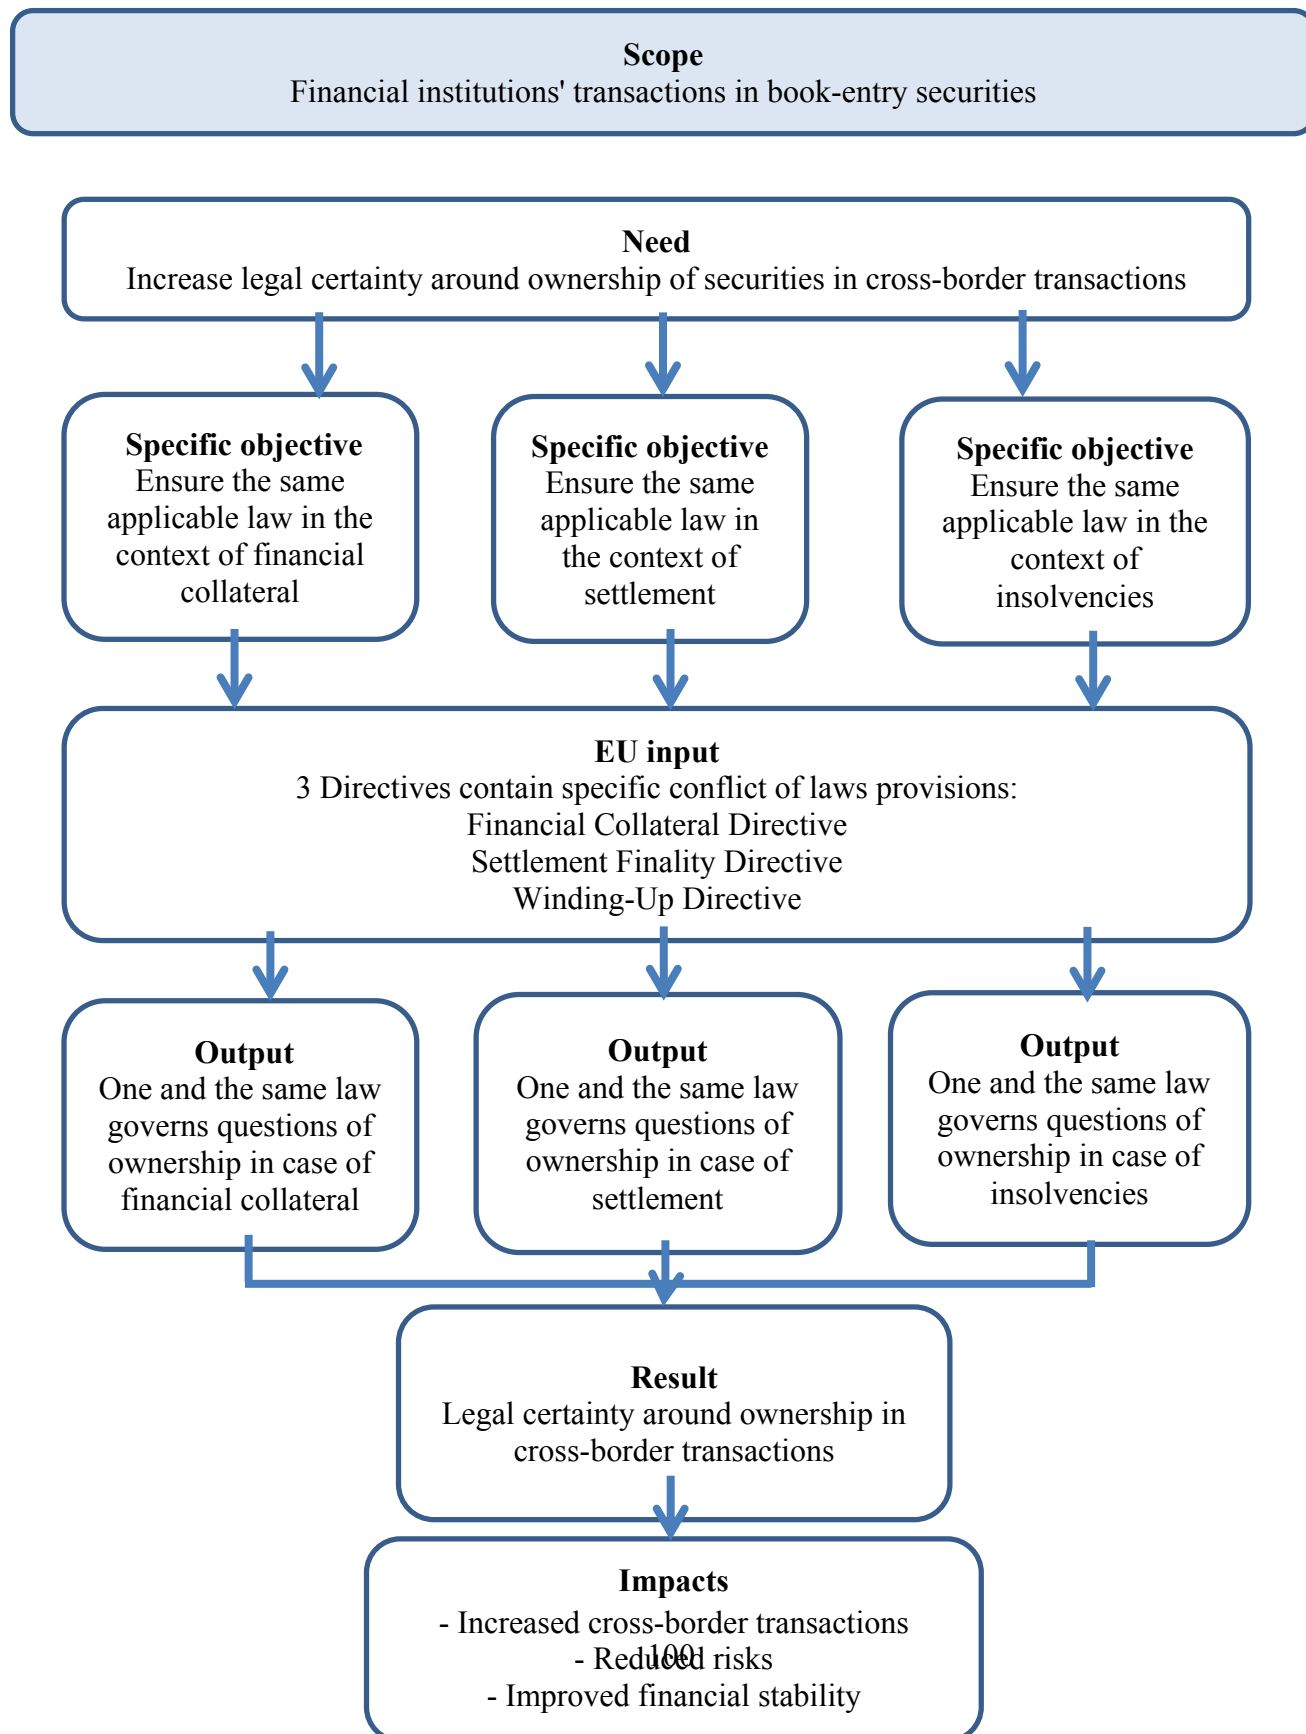 Scope
Financial institutions' transactions in book-entry securities
Need
Increase legal certainty around ownership of securities in cross-border transactions
Specific objective
Ensure the same
applicable law in the
context of financial
collateral
Specific objective
Ensure the same
applicable law in
the context of
settlement
Specific objective
Ensure the same
applicable law in the
context of
insolvencies
EU input
3 Directives contain specific conflict of laws provisions:
Financial Collateral Directive
Settlement Finality Directive
Winding-Up Directive
Output
One and the same law
governs questions of
ownership in case of
financial collateral
Output
One and the same law
governs questions of
ownership in case of
settlement
Output
One and the same law
governs questions of
ownership in case of
insolvencies
Result
Legal certainty around ownership in
cross-border transactions
Impacts
- Increased cross-border transactions
- Reduced risks
100
- Improved financial stability